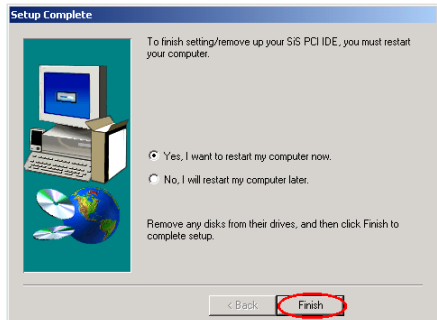 Setup Complete
To finish setting/remove up your SiS PCI IDE, you must restart
your computer.
Yes, I want to restart my computer now.
No, I will restart my computer later.
Remove any disks from their drives, and then click Finish to
complete setup.
< Back
Finish